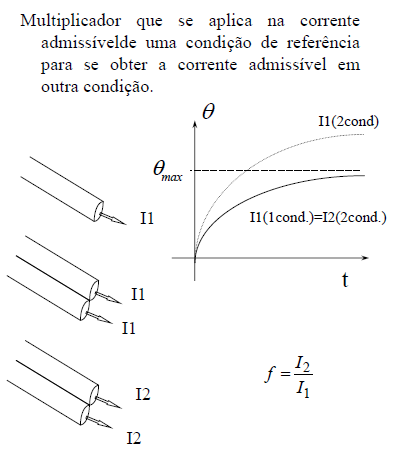 Multiplicador que se aplica na corrente
admissívelde uma condição de referência
para se obter a corrente admissível em
outra condição.
θ
I1(2cond)
θmax
I1
I1(1cond.)=I2(2cond.)
t
I1
I1
I2
I2
f = I2/I1